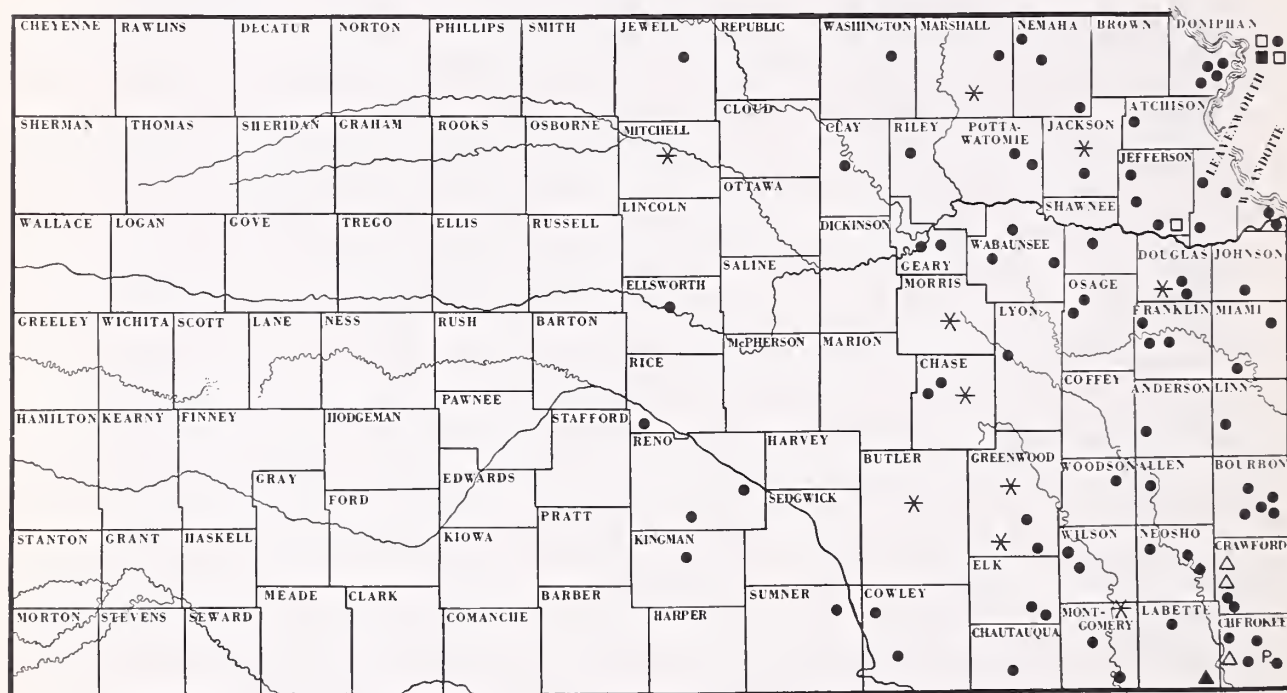 CHEYENNE RAWLINS DECATUR NORTON PHILLIPS SMITH JEWELL REPUBLIC WASHINGTON MARSHALL NEMAHA BROWN DONIPHAN
CLOUD ATCHISON LEAVENWORTH
SHERMAN THOMAS SHERIDAN GRAHAM ROOKS OSBORNE MITCHELL CLAY RILEY POTTA-
WATOMIE JACKSON JEFFERSON WYANDOTTE
OTTAWA
LINCOLN SHAWNEE
WALLACE LOGAN GOVE TREGO ELLIS RUSSELL DICKINSON WABAUNSEE
SALINE GEARY DOUGLAS JOHNSON
ELLSWORTH MORRIS OSAGE
GREELEY WICHITA SCOTT LANE NESS RUSH BARTON LYON FRANKLIN MIAMI
McPHERSON MARION
RICE CHASE
PAWNEE COFFEY ANDERSON LINN
HAMILTON KEARNY FINNEY HODGEMAN STAFFORD
RENO HARVEY
BUTLER GREENWOOD WOODSON ALLEN BOURBON
GRAY EDWARDS
FORD SEDGWICK
PRATT
STANTON GRANT HASKELL KIOWA KINGMAN WILSON NEOSHO CRAWFORD
ELK
MEADE CLARK BARBER SUMNER COWLEY
MORTON STEVENS SEWARD COMANCHE HARPER MONT-
GOMERY LABETTE CHEROKEE
CHAUTAUQUA P